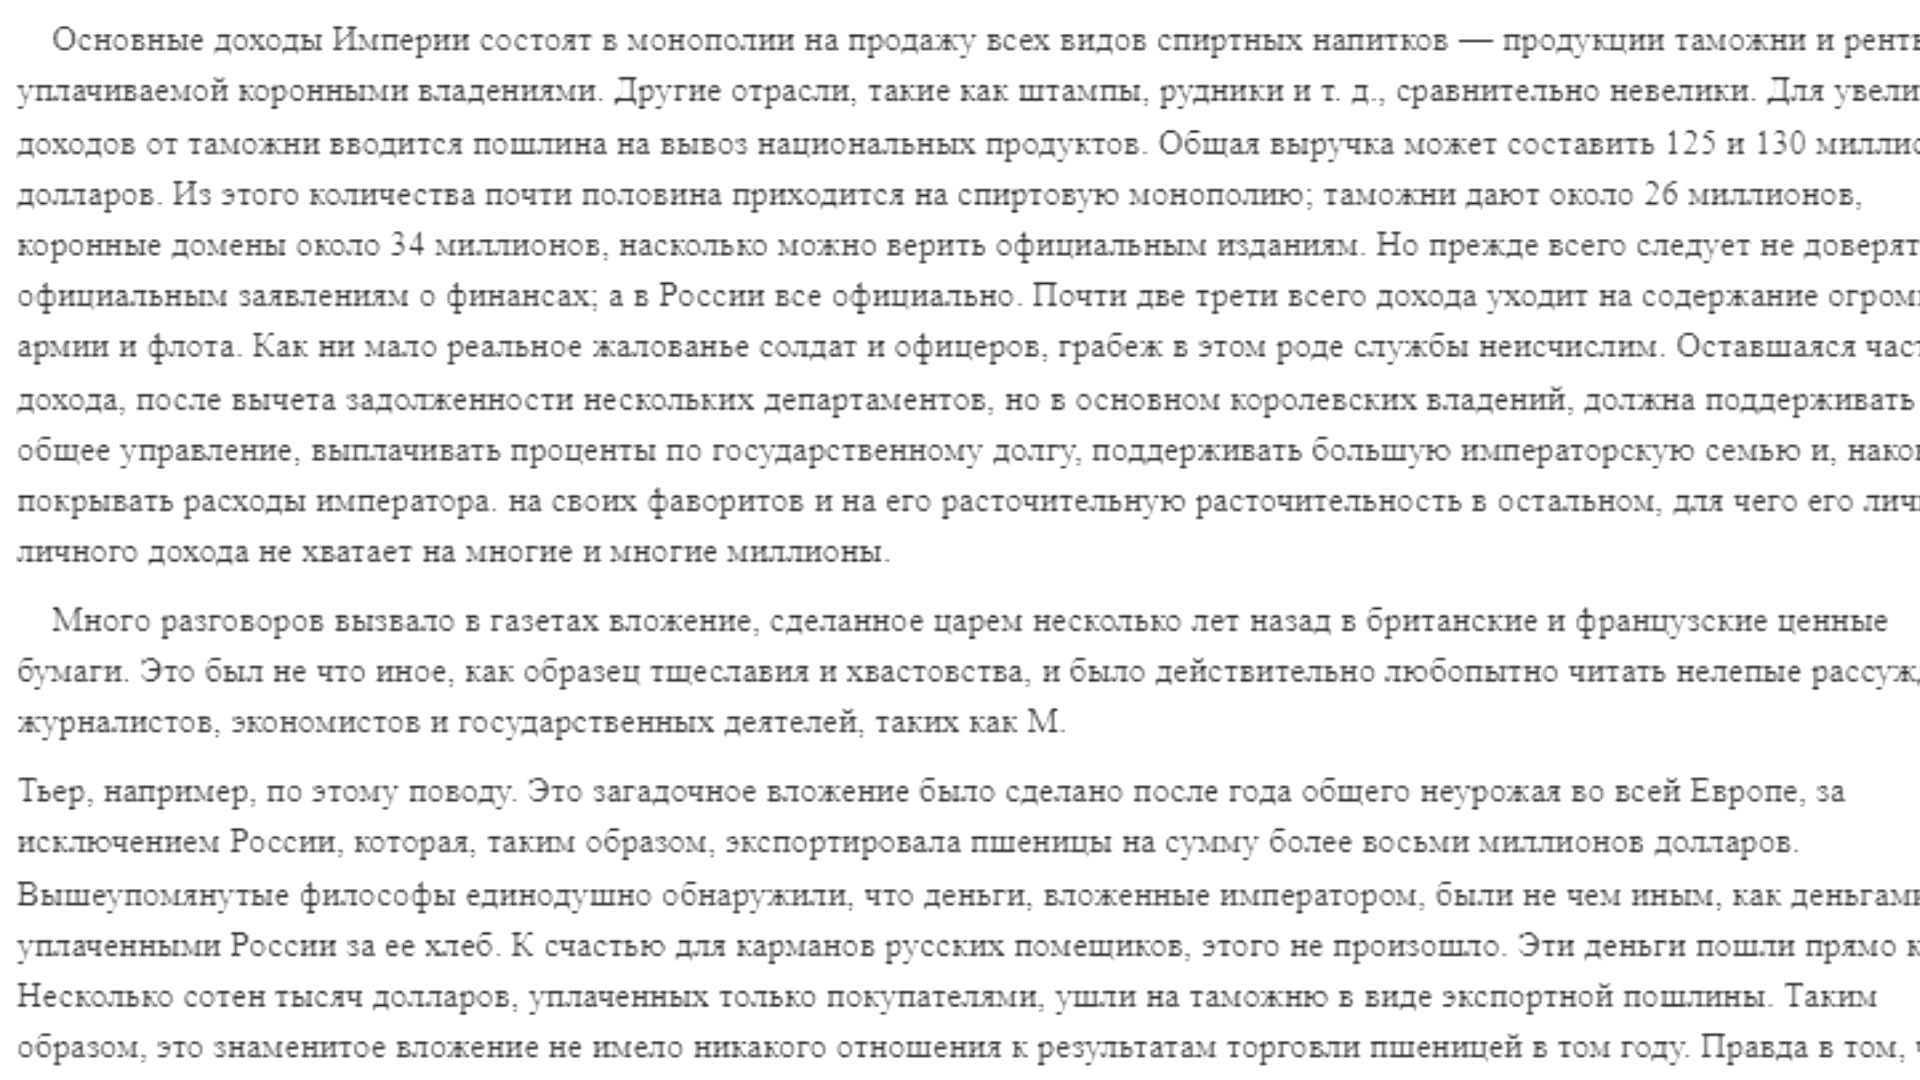 Основные доходы Империи состоят в монополии на продажу всех видов спиртных напитков — продукции таможни и
уплачиваемой коронными владениями. Другие отрасли, такие как штампы, рудники и т. д., сравнительно невелики. Для
доходов от таможни вводится пошлина на вывоз национальных продуктов. Общая выручка может составить 125 и 130
долларов. Из этого количества почти половина приходится на спиртовую монополию; таможни дают около 26 миллионов,
коронные домены около 34 миллионов, насколько можно верить официальным изданиям. Но прежде всего следует не
официальным заявлениям о финансах; а в России все официально. Почти две трети всего дохода уходит на содержание
армии и флота. Как ни мало реальное жалованье солдат и офицеров, грабеж в этом роде службы неисчислим. Оставшаяся
дохода, после вычета задолженности нескольких департаментов, но в основном королевских владений, должна поддерживать
общее управление, выплачивать проценты по государственному долгу, поддерживать большую императорскую семью и,
покрывать расходы императора. на своих фаворитов и на его расточительную расточительность в остальном, для чего его
личного дохода не хватает на многие и многие миллионы.
Много разговоров вызвало в газетах вложение, сделанное царем несколько лет назад в британские и французские ценные
бумаги. Это был не что иное, как образец тщеславия и хвастовства, и было действительно любопытно читать нелепые
журналистов, экономистов и государственных деятелей, таких как М.
Тьер, например, по этому поводу. Это загадочное вложение было сделано после года общего неурожая во всей Европе, за
исключением России, которая, таким образом, экспортировала пшеницы на сумму более восьми миллионов долларов.
Вышеупомянутые философы единодушно обнаружили, что деньги, вложенные императором, были не чем иным, как
уплаченными России за ее хлеб. К счастью для карманов русских помещиков, этого не произошло. Эти деньги пошли прямо
Несколько сотен тысяч долларов, уплаченных только покупателями, ушли на таможню в виде экспортной пошлины. Таким
образом, это знаменитое вложение не имело никакого отношения к результатам торговли пшеницей в том году. Правда в том,